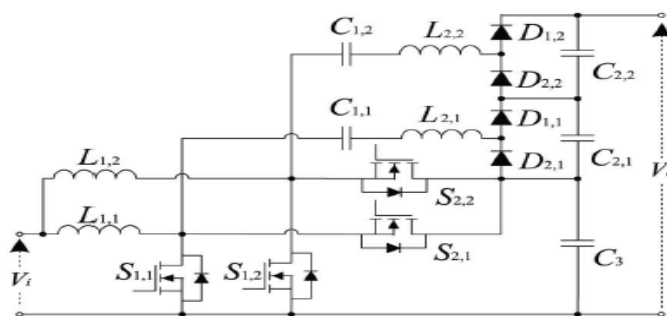 C1,2
L2,2
D1,2
D2,2
C2,2
C1,1
L2,1
D1,1
D2,1
C2,1
L1,2
S2,2
L1,1
S2,1
S1,1
S1,2
C3
Vi
V